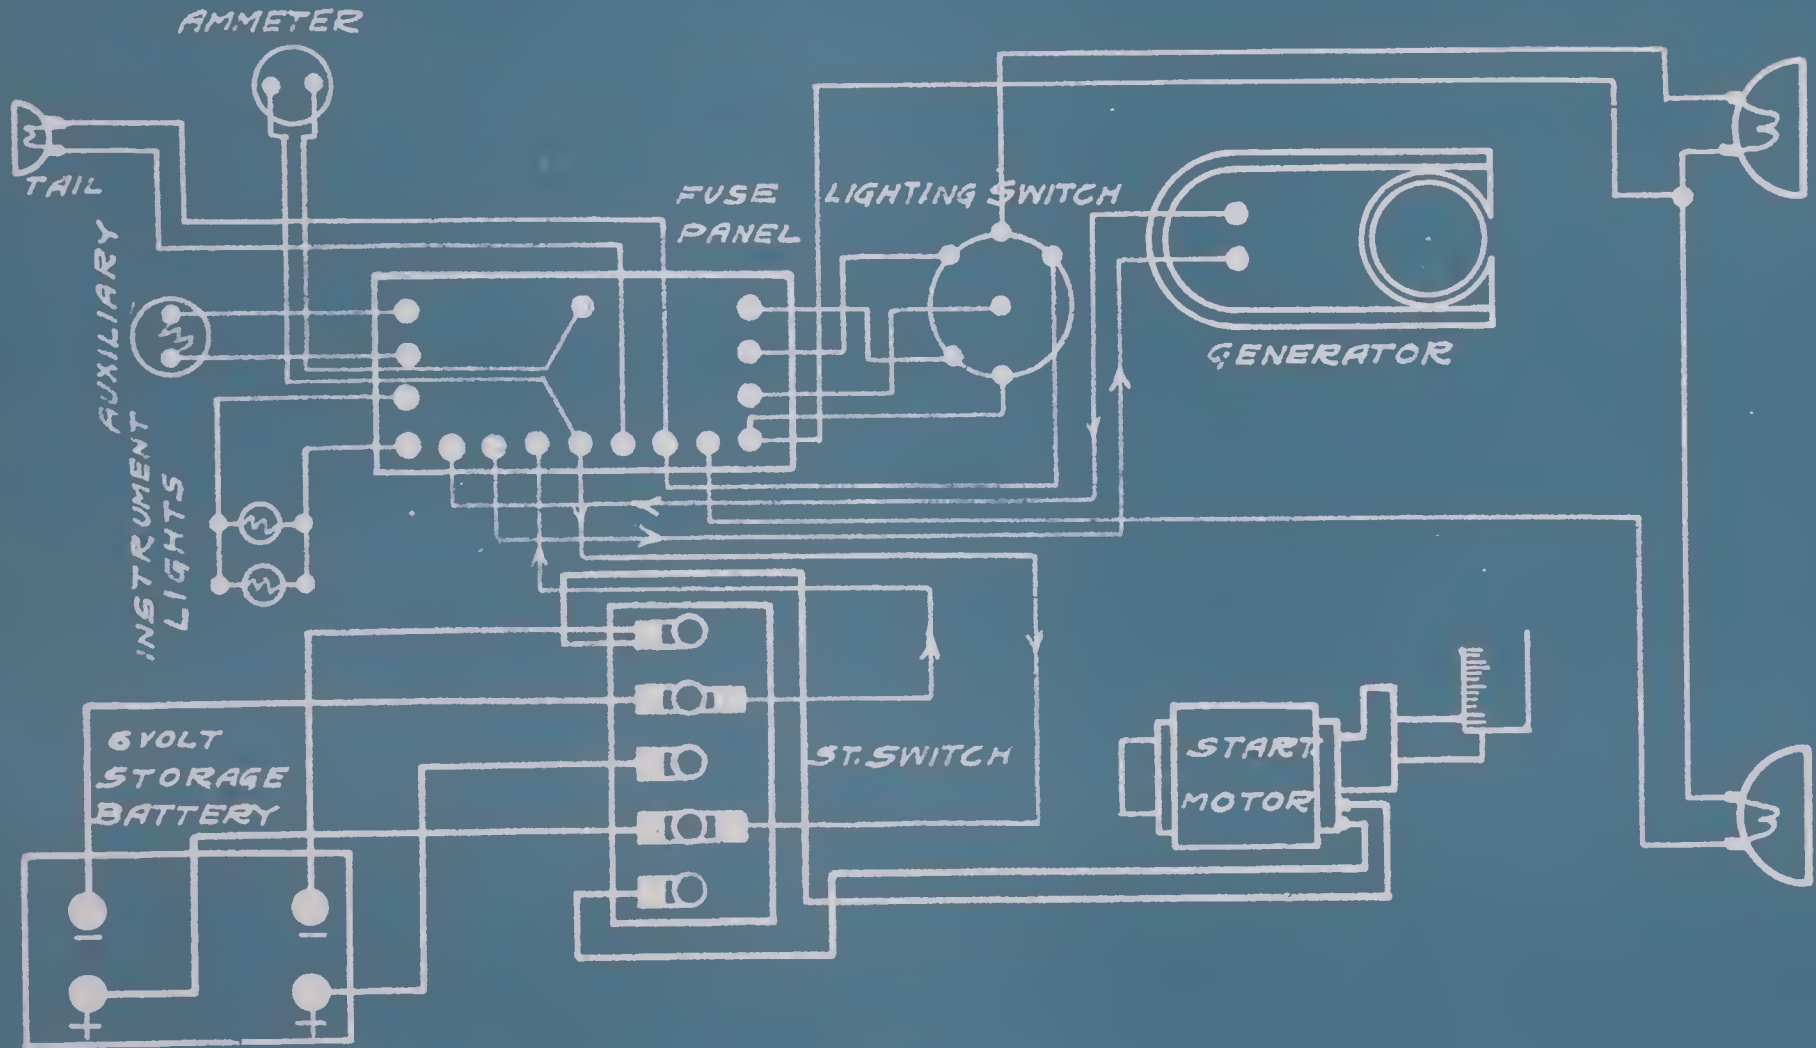 AMMETER
TAIL
FUSE
PANEL
LIGHTING SWITCH
AUXILIARY
GENERATOR
INSTRUMENT
LIGHTS
6 VOLT
STORAGE
BATTERY
ST. SWITCH
START
MOTOR